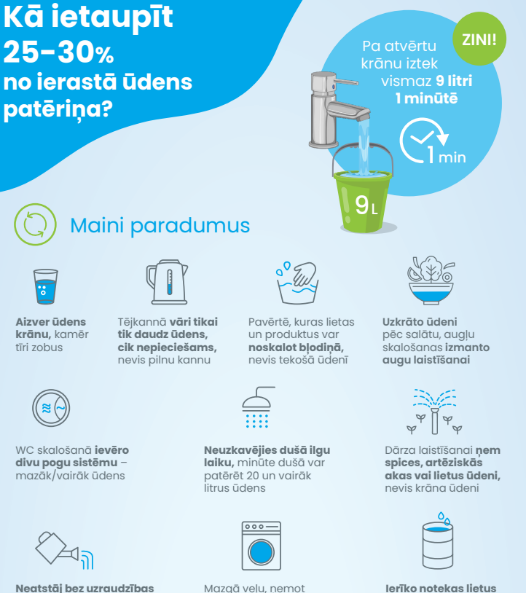 Kā ietaupīt
25-30%
no ierastā ūdens
patēriņa?
ZINI!
Pa atvērtu
krānu iztek
vismaz 9 litri
1 minūtē
1 min
9L
Maini paradumus
Aizver ūdens
krānu, kamēr
tīri zobus
Tējkannā vāri tikai
tik daudz ūdens,
cik nepieciešams,
nevis pilnu kannu
Pavērtē, kuras lietas
un produktus var
noskalot bļodiņā,
nevis tekošā ūdenī
Uzkrāto ūdeni
pēc salātu, augļu
skalošanas izmanto
augu laistīšanai
WC skalošanā ievēro
divu pogu sistēmu –
mazāk/vairāk ūdens
Neuzkavējies dušā ilgu
laiku, minūte dušā var
patērēt 20 un vairāk
litrus ūdens
Dārza laistīšanai ņem
spices, artēziskās
akas vai lietus ūdeni,
nevis krāna ūdeni
Neatstāj bez uzraudzības
Mazgā veļu, ņemot
Ierīko notekas lietus